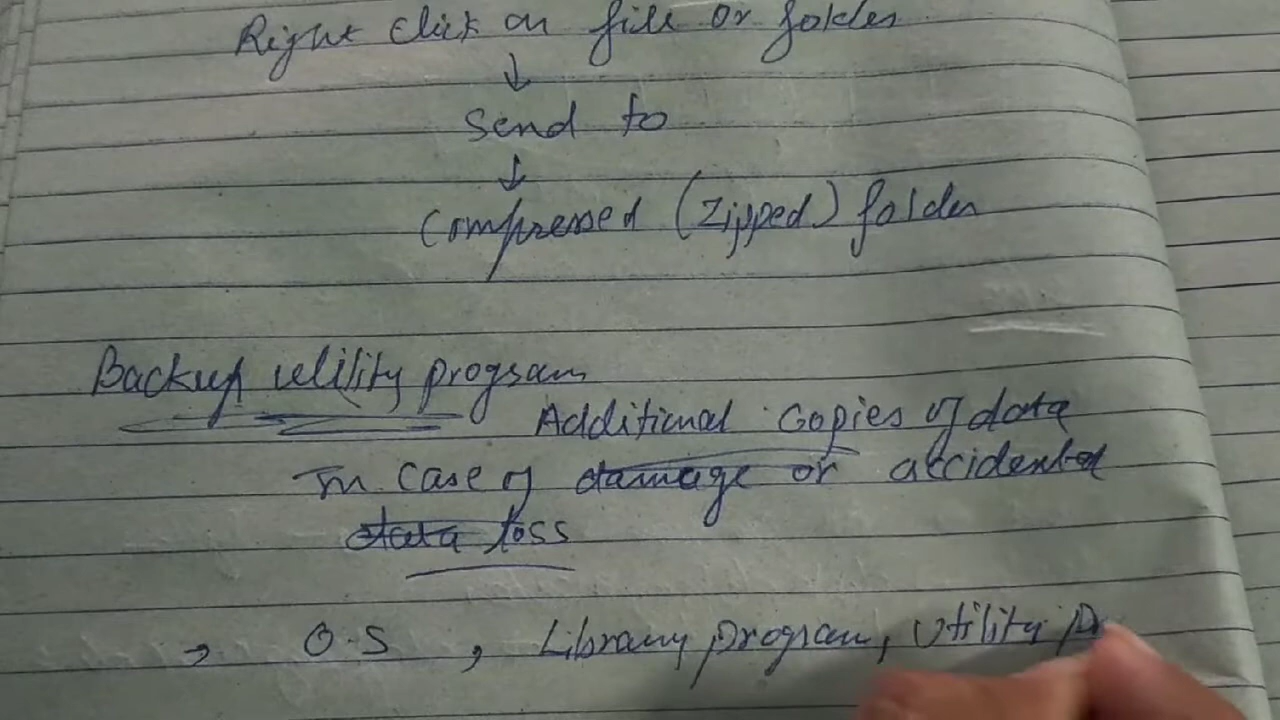 Right click on file or folder
↓
Send to
↓
Compressed (Zipped) folder
Backup utility program
Additional copies of data
In case of damage or accidental
data loss
, O.S , Library program, Utility P